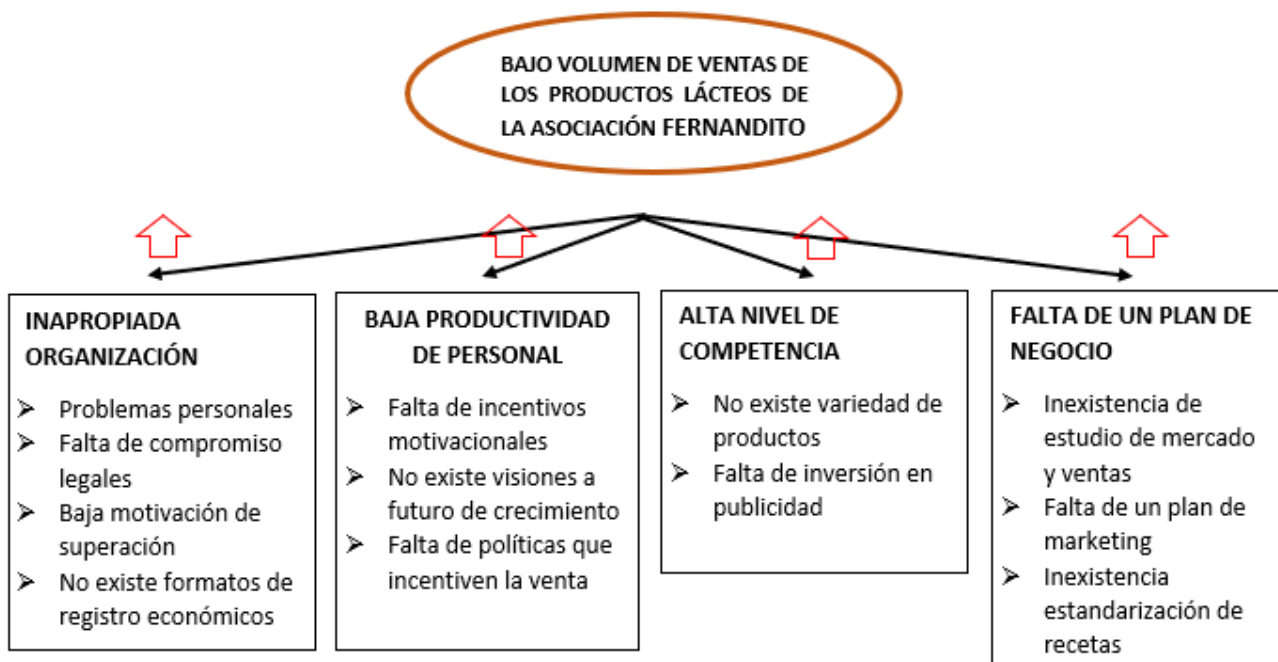 BAJO VOLUMEN DE VENTAS DE
LOS PRODUCTOS LÁCTEOS DE
LA ASOCIACIÓN FERNANDITO
INAPROPIADA
ORGANIZACIÓN
➢ Problemas personales
➢ Falta de compromiso
legales
➢ Baja motivación de
superación
➢ No existe formatos de
registro económicos
BAJA PRODUCTIVIDAD
DE PERSONAL
➢ Falta de incentivos
motivacionales
➢ No existe visiones a
futuro de crecimiento
➢ Falta de políticas que
incentiven la venta
ALTA NIVEL DE
COMPETENCIA
➢ No existe variedad de
productos
➢ Falta de inversión en
publicidad
FALTA DE UN PLAN DE
NEGOCIO
➢ Inexistencia de
estudio de mercado
y ventas
➢ Falta de un plan de
marketing
➢ Inexistencia
estandarización de
recetas